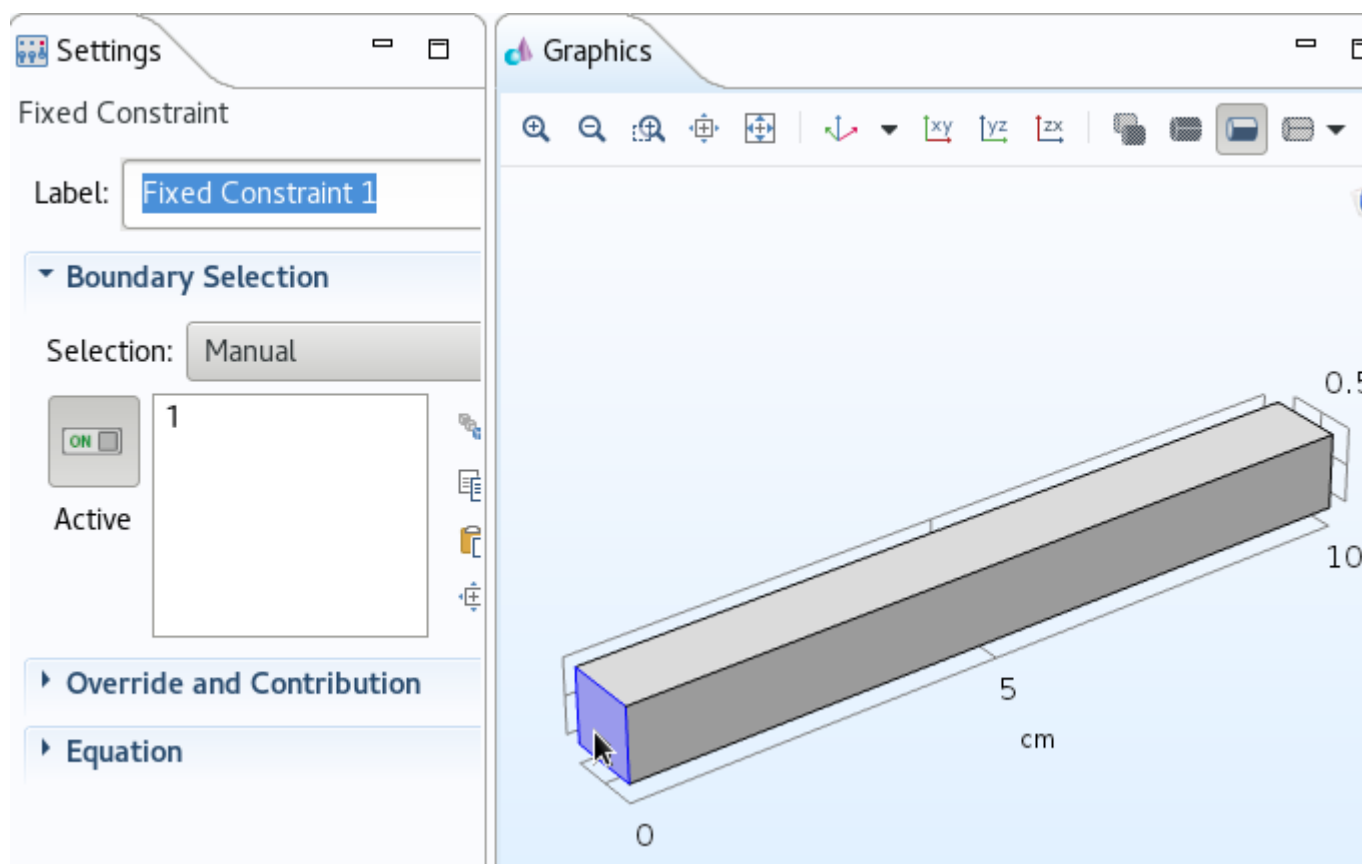 Settings
Fixed Constraint
Label: Fixed Constraint 1
Boundary Selection
Selection: Manual
ON
1
Active
Override and Contribution
Equation
Graphics
xy yz zx
0.5
10
5
cm
0